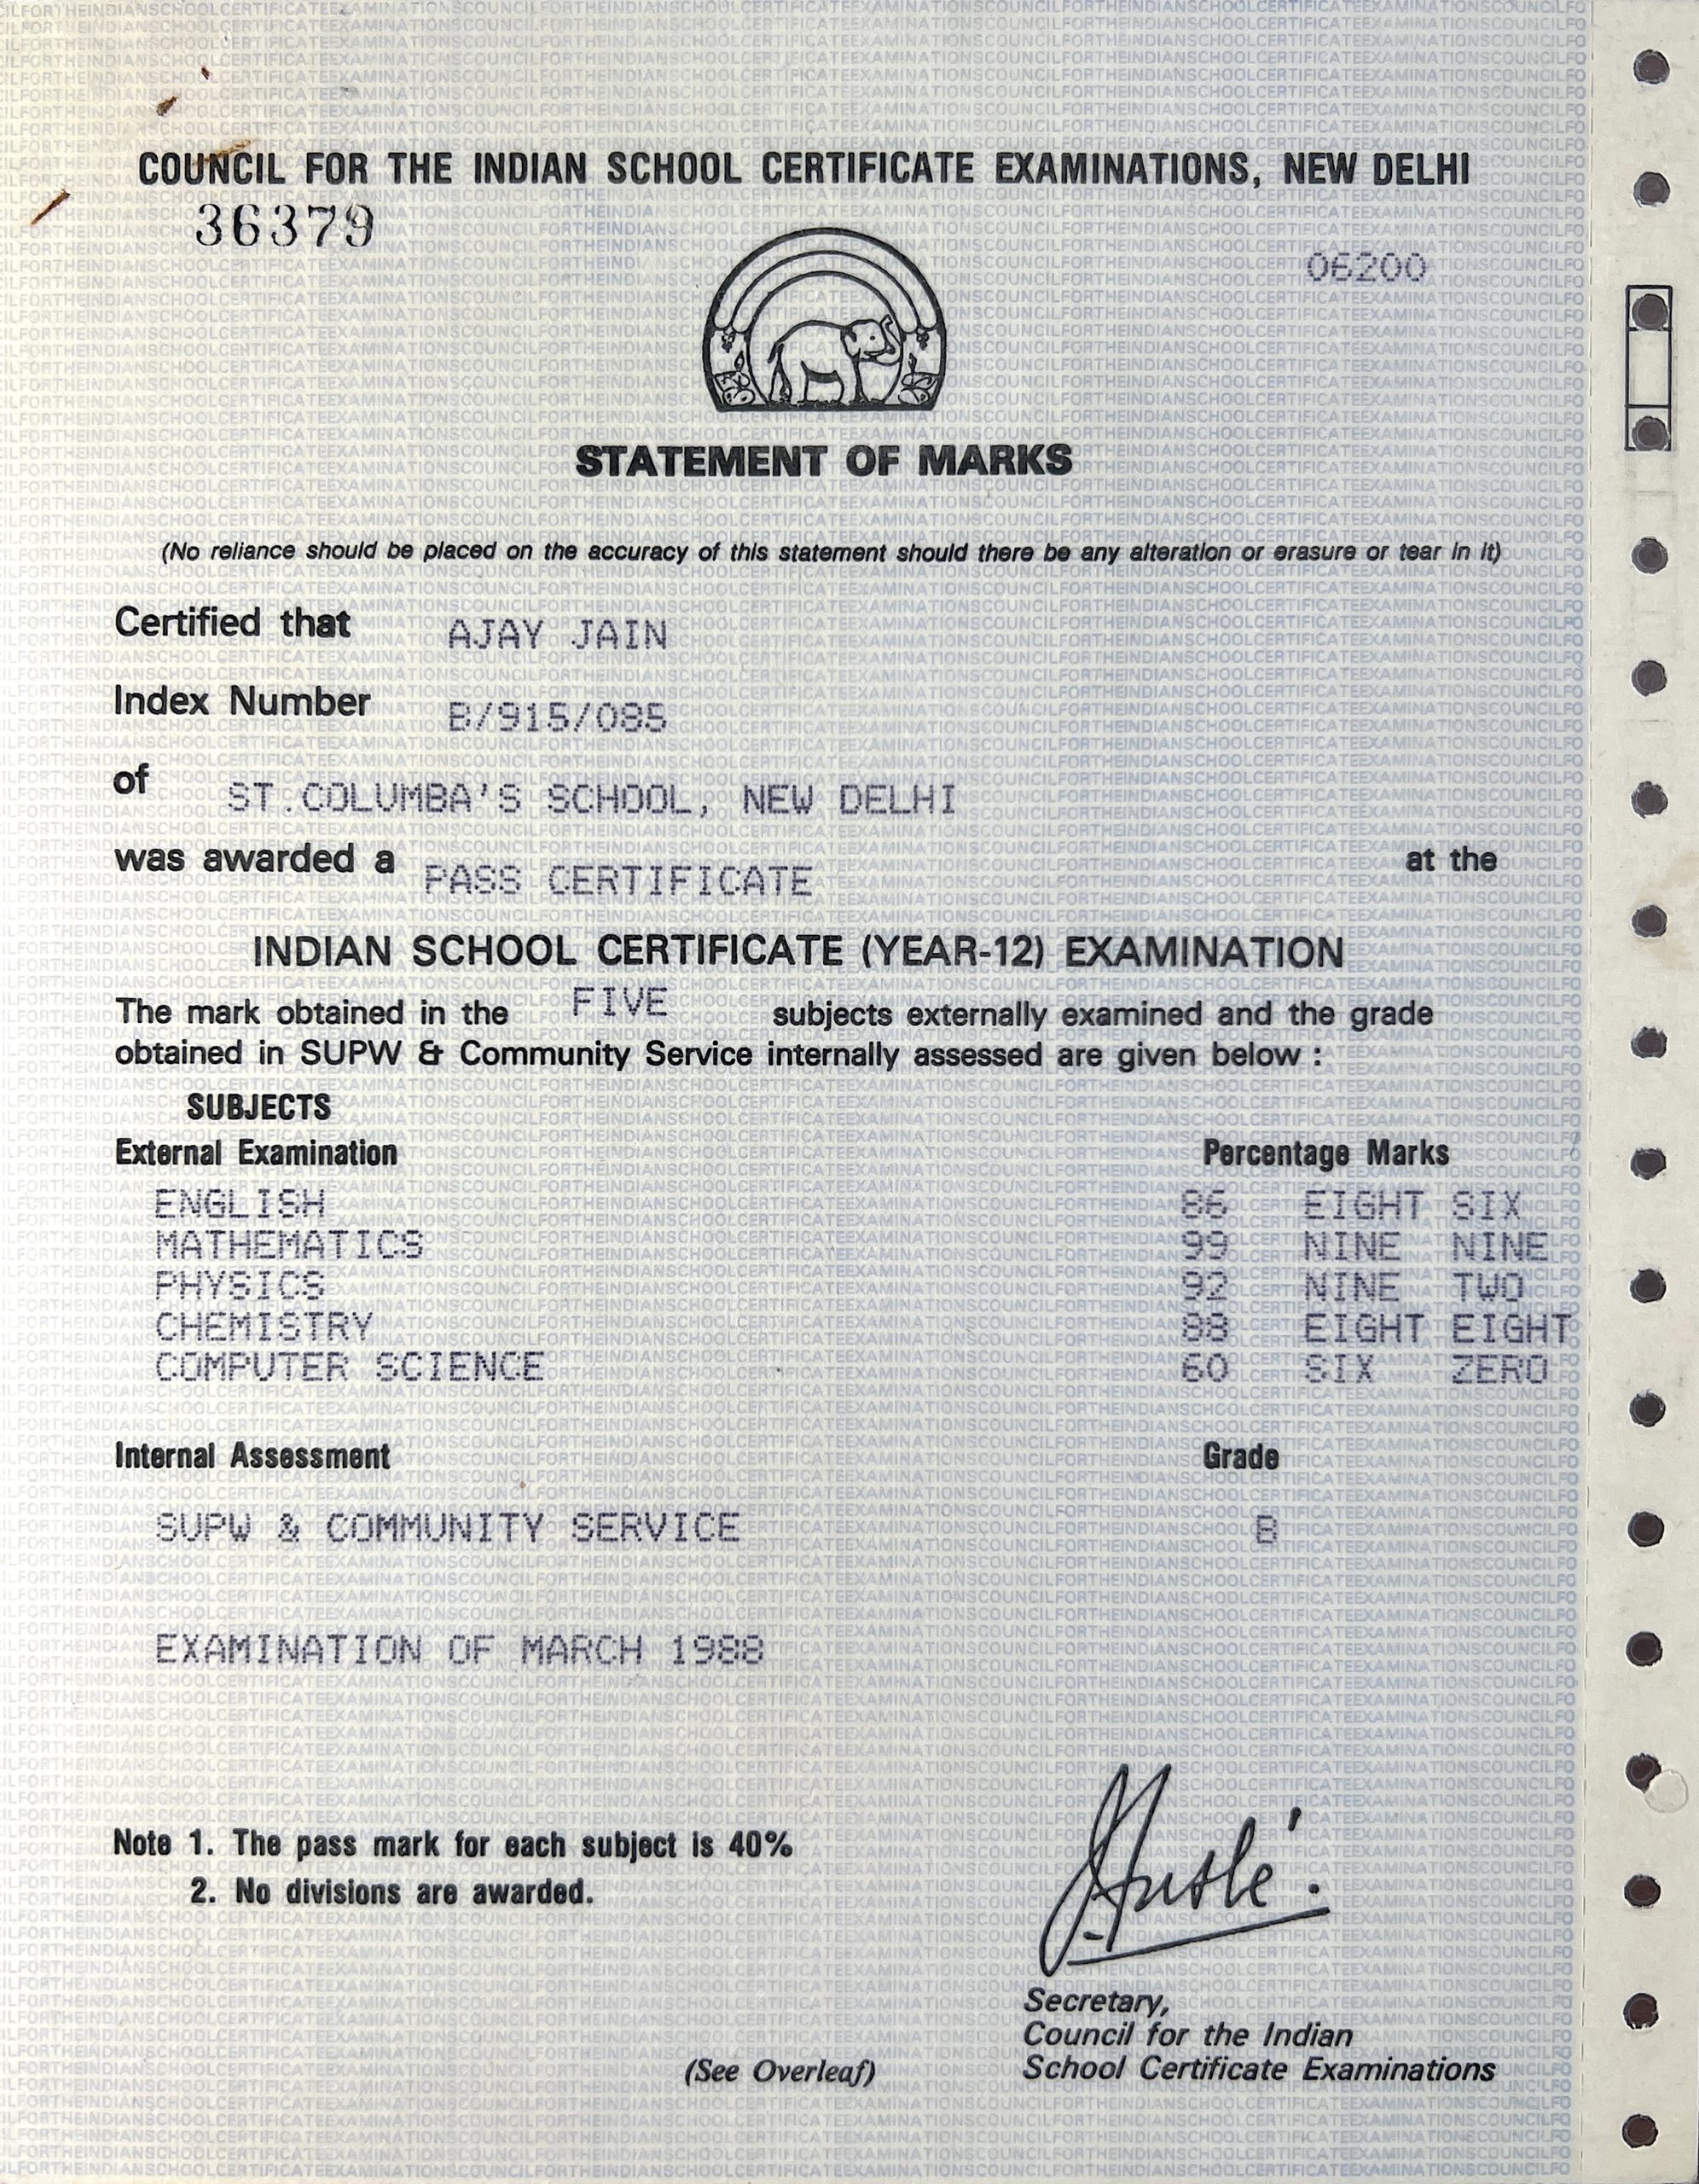 COUNCIL FOR THE INDIAN SCHOOL CERTIFICATE EXAMINATIONS, NEW DELHI
36379
06200
STATEMENT OF MARKS
(No reliance should be placed on the accuracy of this statement should there be any alteration or erasure or tear in it)
Certified that AJAY JAIN
Index Number B/915/085
of ST.COLUMBA'S SCHOOL, NEW DELHI
was awarded a PASS CERTIFICATE at the
INDIAN SCHOOL CERTIFICATE (YEAR-12) EXAMINATION
The mark obtained in the FIVE subjects externally examined and the grade
obtained in SUPW & Community Service internally assessed are given below :
SUBJECTS
External Examination Percentage Marks
ENGLISH 86 EIGHT SIX
MATHEMATICS 99 NINE NINE
PHYSICS 92 NINE TWO
CHEMISTRY 88 EIGHT EIGHT
COMPUTER SCIENCE 60 SIX ZERO
Internal Assessment Grade
SUPW & COMMUNITY SERVICE B
EXAMINATION OF MARCH 1988
Note 1. The pass mark for each subject is 40%
2. No divisions are awarded.
Secretary,
Council for the Indian
(See Overleaf) School Certificate Examinations